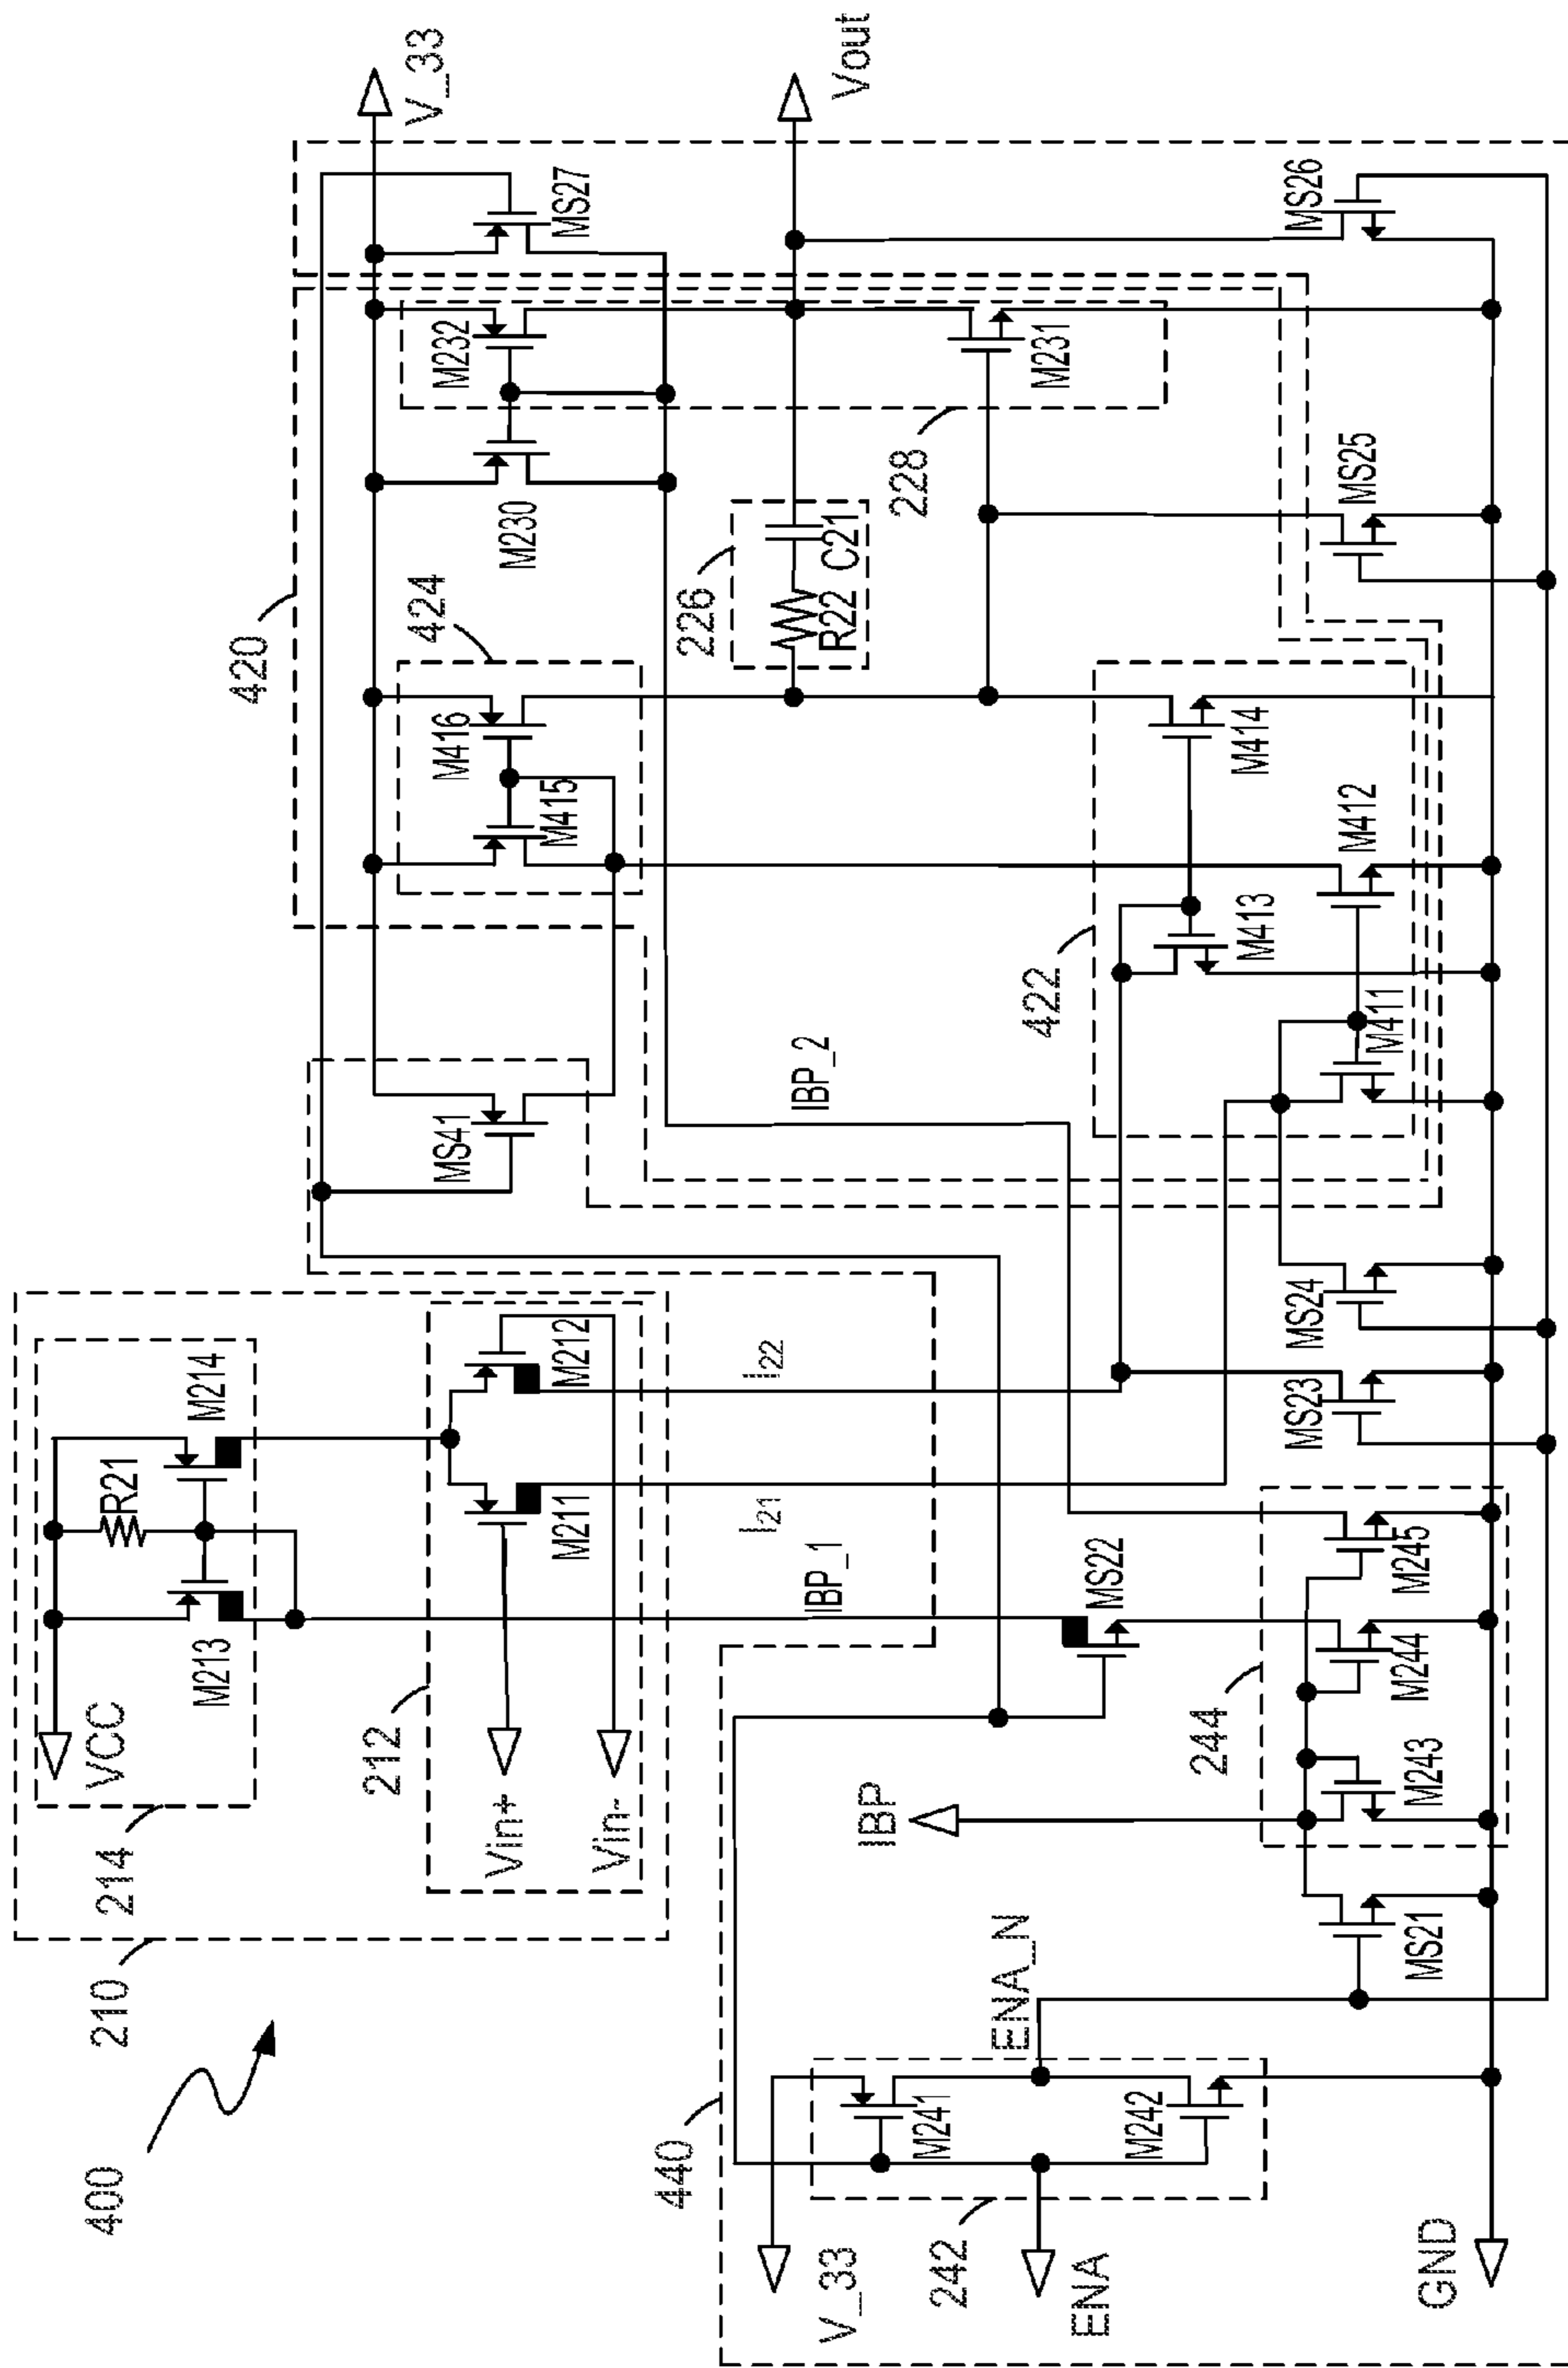 400
210
214
VCC
M213
R21
M214
212
Vin+
Vin-
M211
M212
IBP_1
I21
I22
420
V_33
MS41
424
M415
M416
M230
M232
MS27
226
R22
C21
228
M231
Vout
IBP_2
422
M411
M412
M413
M414
MS25
MS26
440
V_33
242
ENA
M241
M242
ENA_N
MS21
IBP
244
M243
M244
M245
MS22
MS23
MS24
GND